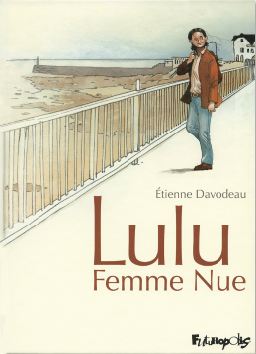 Étienne Davodeau
Lulu
Femme Nue
Futuropolis